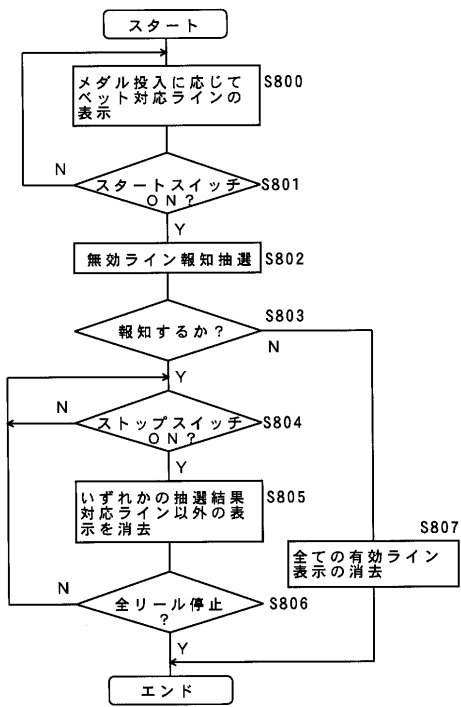 スタート
メダル投入に応じて
ベット対応ラインの
表示
S800
N
スタートスイッチ
ON?
S801
Y
無効ライン報知抽選
S802
報知するか?
S803
N
Y
N
ストップスイッチ
ON?
S804
Y
いずれかの抽選結果
対応ライン以外の表
示を消去
S805
S807
全ての有効ライン
表示の消去
N
全リール停止
?
S806
Y
エンド